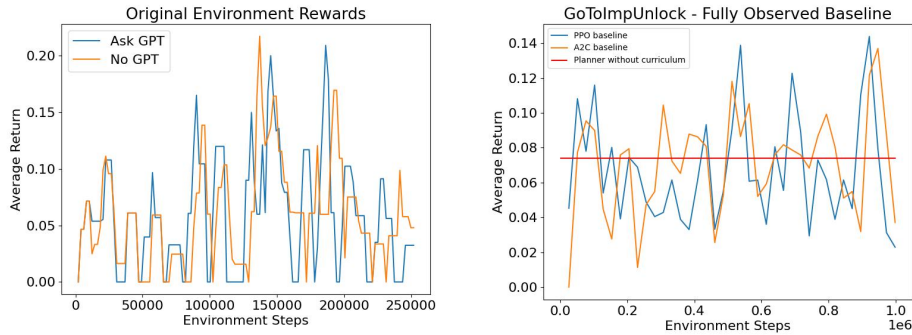 Original Environment Rewards
Ask GPT
No GPT
0.20
0.15
0.10
0.05
0.00
Average Return
0
50000
100000
150000
200000
250000
Environment Steps
GoToImpUnlock - Fully Observed Baseline
PPO baseline
A2C baseline
Planner without curriculum
0.14
0.12
0.10
0.08
0.06
0.04
0.02
0.00
Average Return
0.0
0.2
0.4
0.6
0.8
1.0
1e6
Environment Steps